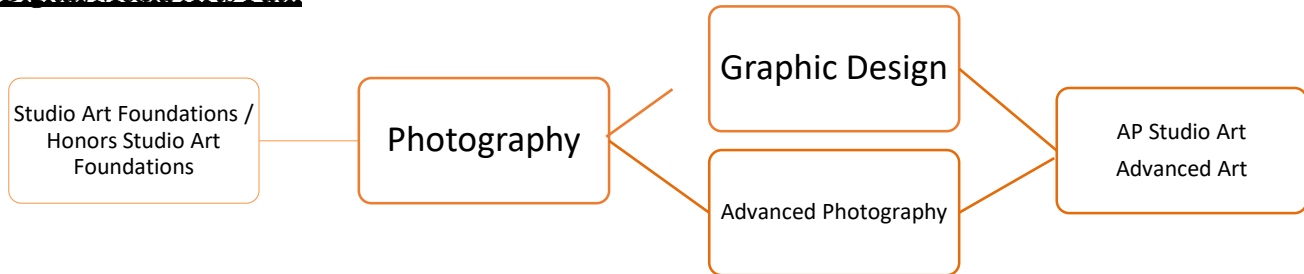 Studio Art Foundations /
Honors Studio Art
Foundations
Photography
Graphic Design
Advanced Photography
AP Studio Art
Advanced Art